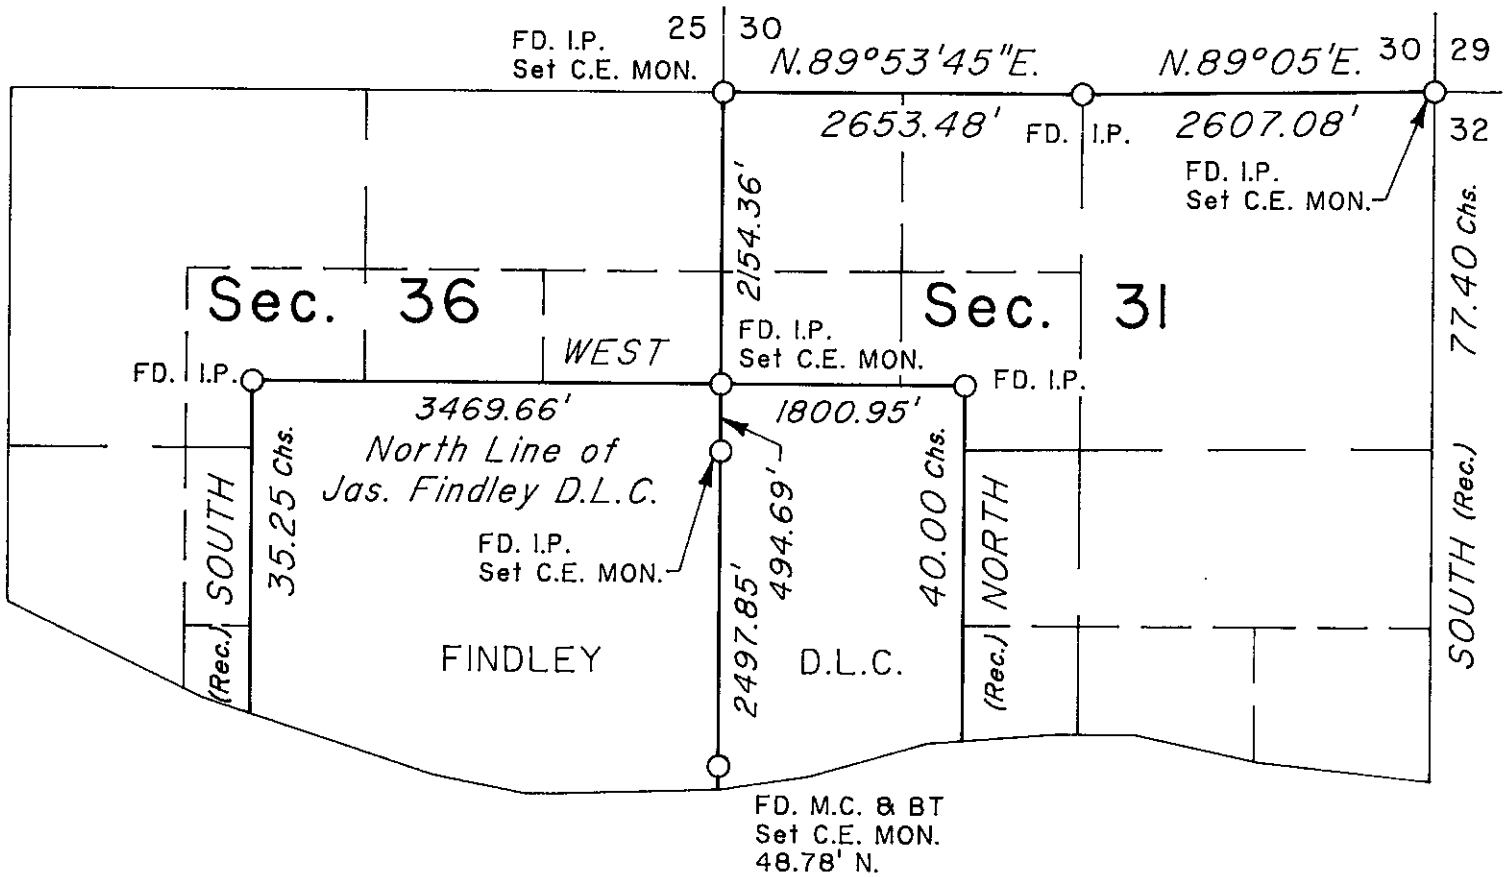 25 30
FD. I.P.
Set C.E. MON.
N.89°53'45"E.
N.89°05'E.
30 29
2653.48'
FD. I.P.
2607.08'
32
FD. I.P.
Set C.E. MON.
2154.36'
77.40 Chs.
SOUTH (Rec.)
Sec. 36
Sec. 31
WEST
FD. I.P.
Set C.E. MON.
FD. I.P.
FD. I.P.
3469.66'
1800.95'
North Line of
Jas. Findley D.L.C.
35.25 Chs.
(Rec.) SOUTH
FD. I.P.
Set C.E. MON.
494.69'
2497.85'
40.00 Chs.
(Rec.) NORTH
FINDLEY D.L.C.
FD. M.C. & BT
Set C.E. MON.
48.78' N.